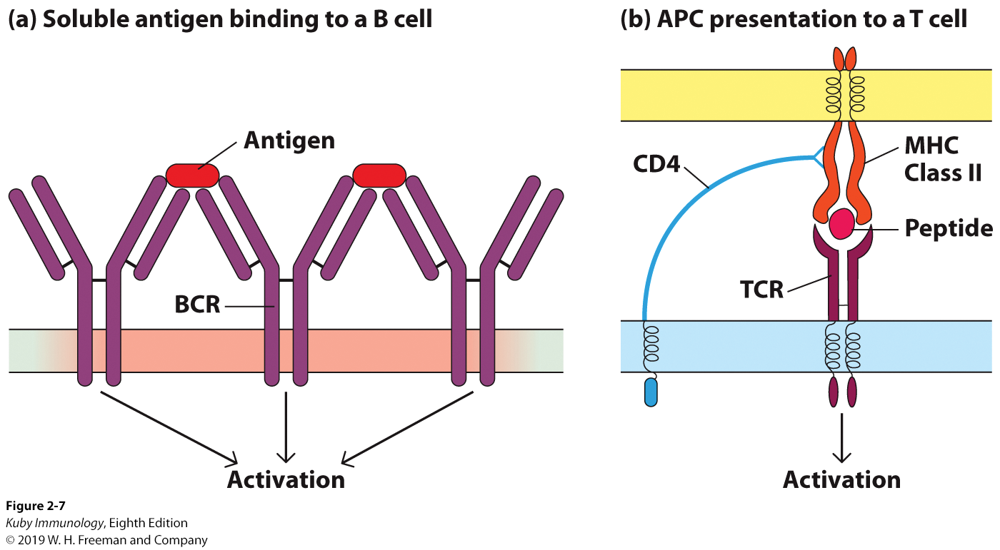 (a) Soluble antigen binding to a B cell
(b) APC presentation to a T cell
Antigen
BCR
Activation
CD4
MHC
Class II
Peptide
TCR
Activation
Figure 2-7
Kuby Immunology, Eighth Edition
© 2019 W. H. Freeman and Company